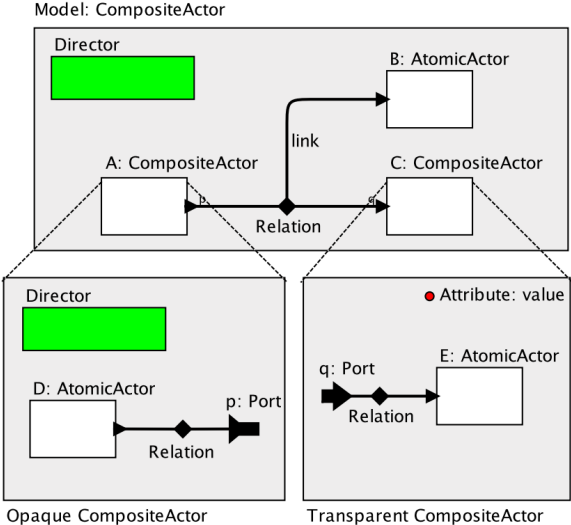 Model: CompositeActor
Director
B: AtomicActor
link
A: CompositeActor
C: CompositeActor
p
q
Relation
Director
Attribute: value
D: AtomicActor
p: Port
Relation
q: Port
E: AtomicActor
Relation
Opaque CompositeActor
Transparent CompositeActor